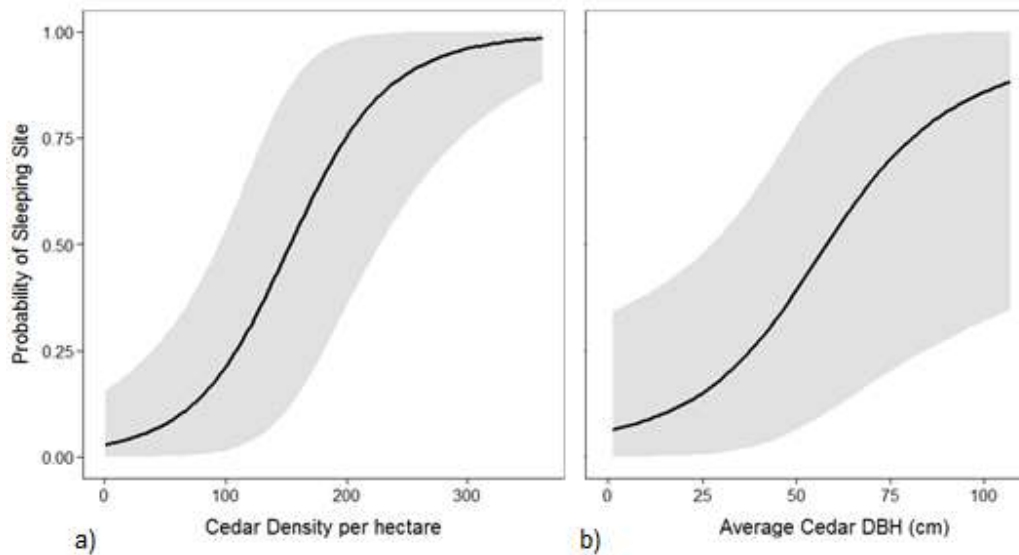 Probability of Sleeping Site
1.00
0.75
0.50
0.25
0.00
0 100 200 300
Cedar Density per hectare
a)
0 25 50 75 100
Average Cedar DBH (cm)
b)